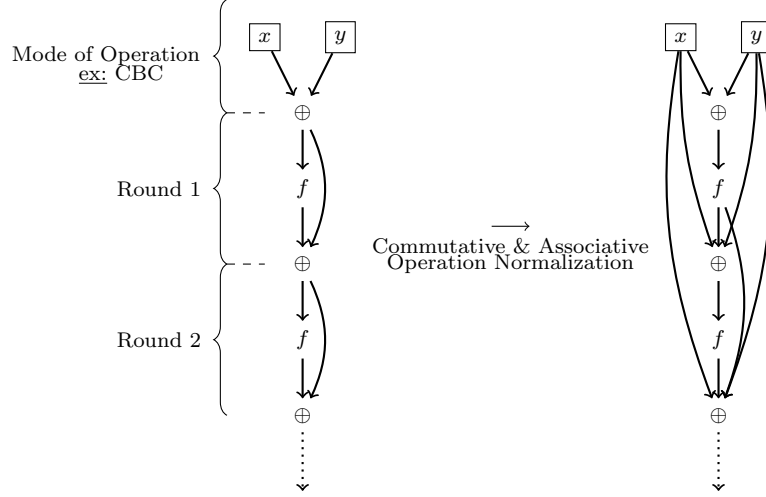 x y x y
Mode of Operation
ex: CBC
⊕ ⊕
Round 1 f f
⟶
Commutative & Associative
Operation Normalization
⊕ ⊕
Round 2 f f
⊕ ⊕